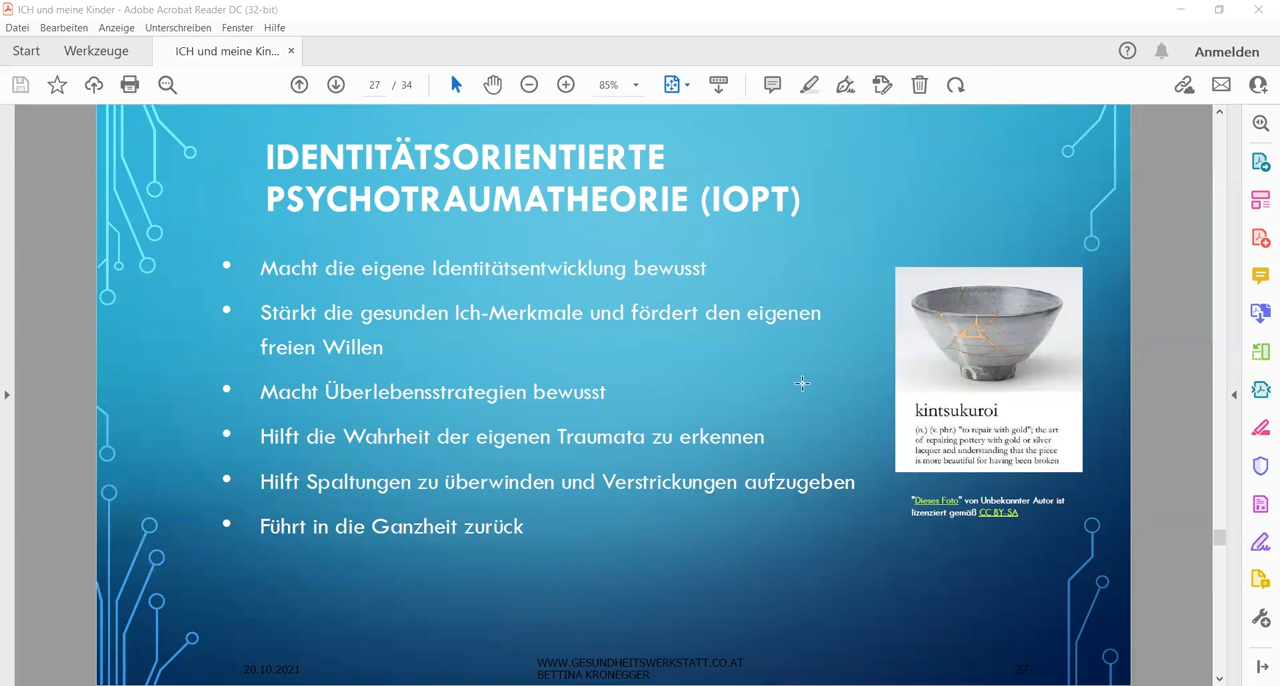 ICH und meine Kinder - Adobe Acrobat Reader DC (32-bit)
Datei Bearbeiten Anzeige Unterschreiben Fenster Hilfe
Start Werkzeuge ICH und meine Kin... × Anmelden
27 / 34 85%
IDENTITÄTSORIENTIERTE
PSYCHOTRAUMATHEORIE (IOPT)
• Macht die eigene Identitätsentwicklung bewusst
• Stärkt die gesunden Ich-Merkmale und fördert den eigenen
freien Willen
• Macht Überlebensstrategien bewusst
• Hilft die Wahrheit der eigenen Traumata zu erkennen
• Hilft Spaltungen zu überwinden und Verstrickungen aufzugeben
• Führt in die Ganzheit zurück
kintsukuroi
(n.) (v. phr.) "to repair with gold"; the art
of repairing pottery with gold or silver
lacquer and understanding that the piece
is more beautiful for having been broken
"Dieses Foto" von Unbekannter Autor ist
lizenziert gemäß CC BY-SA
20.10.2021
WWW.GESUNDHEITSWERKSTATT.CO.AT
BETTINA KRONEGGER
27